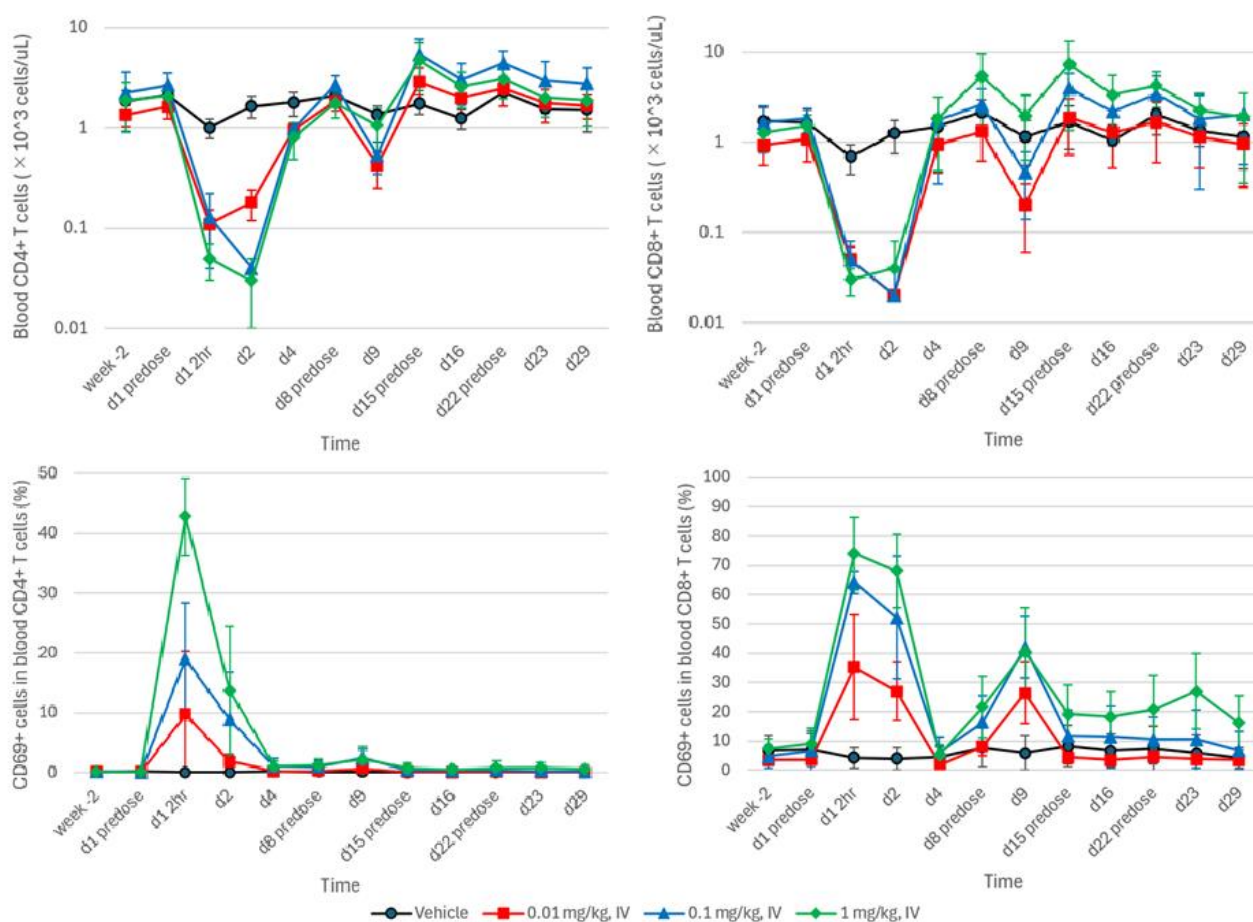 Blood CD4+ T cells (×10^3 cells/uL)
10
1
0.1
0.01
week -2
d1 predose
d1 2hr
d2
d4
d8 predose
d9
d15 predose
d16
d22 predose
d23
d29
Time
Blood CD8+ T cells (×10^3 cells/uL)
10
1
0.1
0.01
week -2
d1 predose
d1 2hr
d2
d4
d8 predose
d9
d15 predose
d16
d22 predose
d23
d29
Time
CD69+ cells in blood CD4+ T cells (%)
50
40
30
20
10
0
week -2
d1 predose
d1 2hr
d2
d4
d8 predose
d9
d15 predose
d16
d22 predose
d23
d29
Time
CD69+ cells in blood CD8+ T cells (%)
100
90
80
70
60
50
40
30
20
10
0
week -2
d1 predose
d1 2hr
d2
d4
d8 predose
d9
d15 predose
d16
d22 predose
d23
d29
Time
Vehicle 0.01 mg/kg, IV 0.1 mg/kg, IV 1 mg/kg, IV